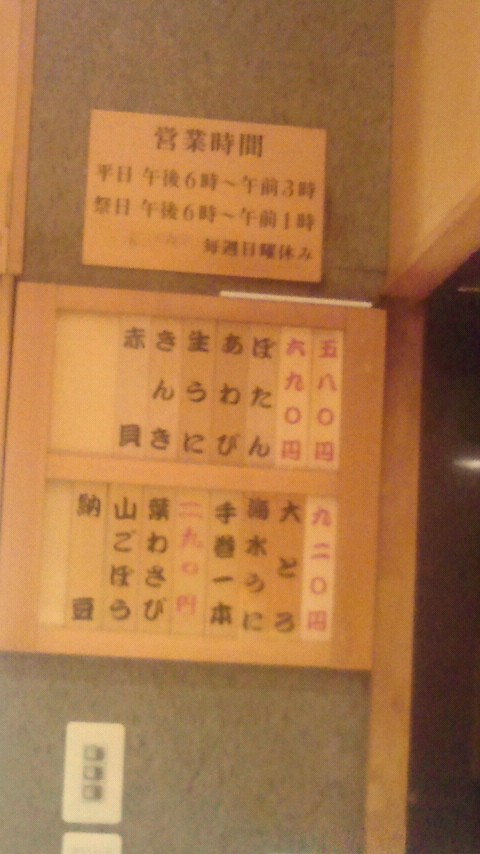 営業時間
平日 午後6時～午前3時
祭日 午後6時～午前1時
毎週日曜休み
五八〇円
六九〇円
ぼたん
あわび
生うに
きんき
赤貝
九二〇円
大とろ
海水うに
手巻一本
二九〇円
葉わさび
山ごぼう
納豆